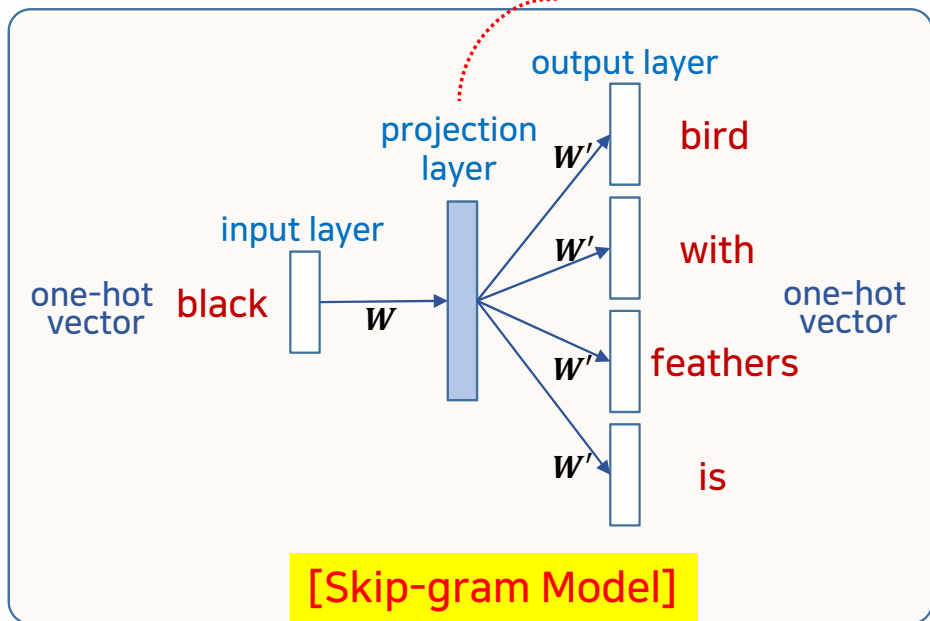 output layer
projection
layer
input layer
one-hot
vector
black
W
W'
W'
W'
W'
bird
with
feathers
is
one-hot
vector
[Skip-gram Model]